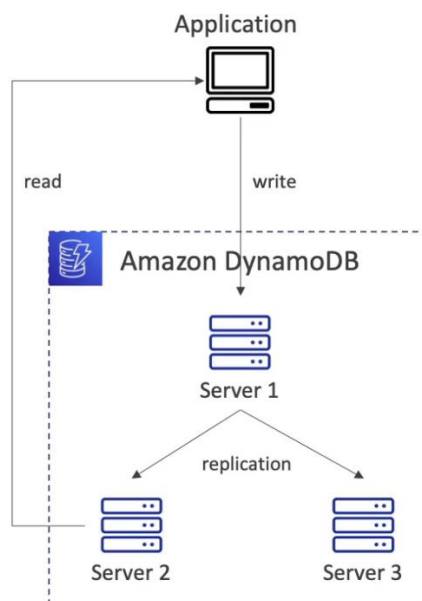 Application
read
write
Amazon DynamoDB
Server 1
replication
Server 2
Server 3